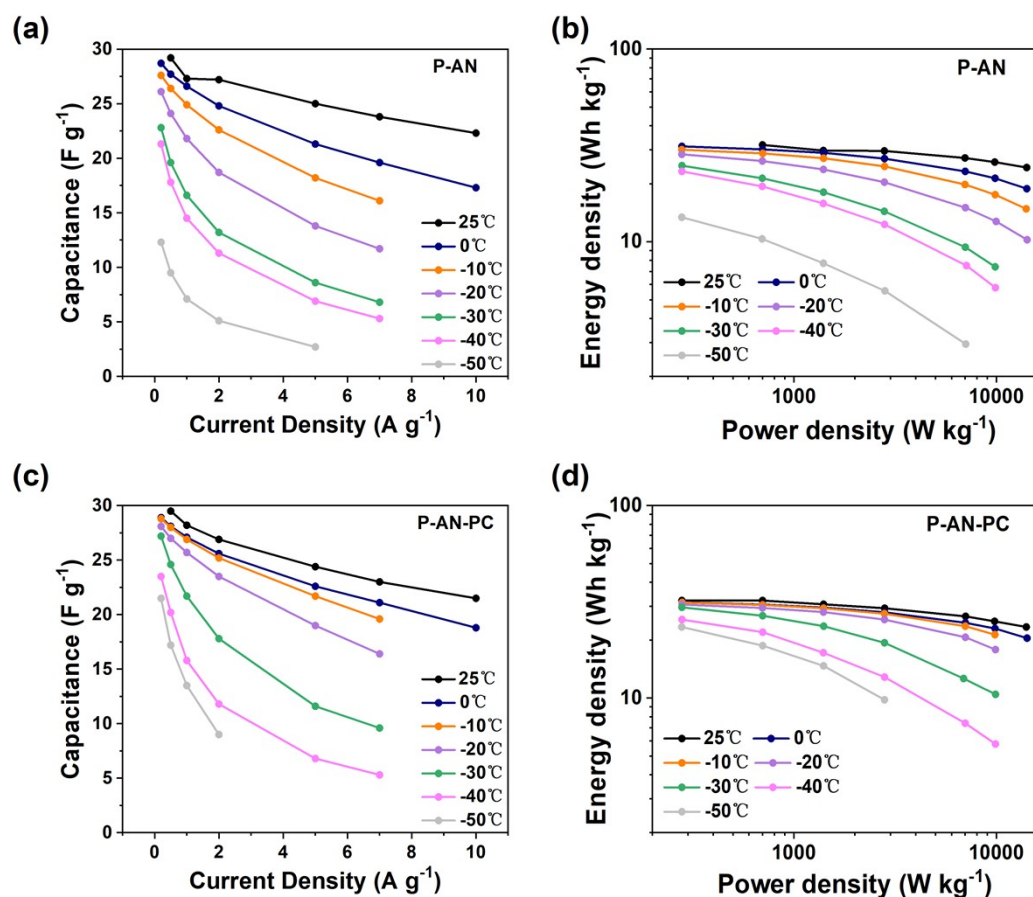 (a)
P-AN
Capacitance (F g⁻¹)
30
25
20
15
10
5
0
25℃
0℃
-10℃
-20℃
-30℃
-40℃
-50℃
0 2 4 6 8 10
Current Density (A g⁻¹)
(b)
P-AN
Energy density (Wh kg⁻¹)
100
10
25℃ 0℃
-10℃ -20℃
-30℃ -40℃
-50℃
1000 10000
Power density (W kg⁻¹)
(c)
P-AN-PC
Capacitance (F g⁻¹)
30
25
20
15
10
5
0
25℃
0℃
-10℃
-20℃
-30℃
-40℃
-50℃
0 2 4 6 8 10
Current Density (A g⁻¹)
(d)
P-AN-PC
Energy density (Wh kg⁻¹)
100
10
25℃ 0℃
-10℃ -20℃
-30℃ -40℃
-50℃
1000 10000
Power density (W kg⁻¹)